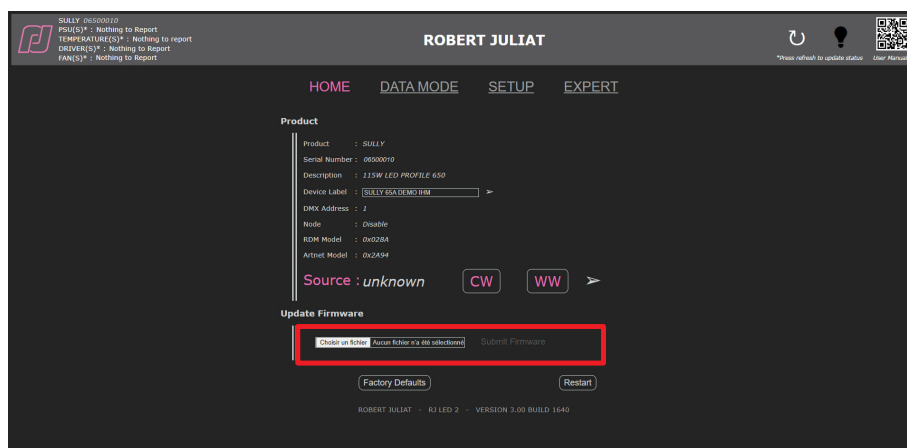 SULLY 06500010
PSU(S)* : Nothing to Report
TEMPERATURE(S)* : Nothing to report
DRIVER(S)* : Nothing to Report
FAN(S)* : Nothing to Report
ROBERT JULIAT
*Press refresh to update status
User Manual
HOME DATA MODE SETUP EXPERT
Product
Product : SULLY
Serial Number : 06500010
Description : 115W LED PROFILE 650
Device Label : SULLY 65A DEMO IHM ➢
DMX Address : 1
Node : Disable
RDM Model : 0x02BA
Artnet Model : 0x2A94
Source : unknown CW WW ➢
Update Firmware
Choisir un fichier Aucun fichier n'a été sélectionné Submit Firmware
Factory Defaults Restart
ROBERT JULIAT - RJ LED 2 - VERSION 3.00 BUILD 1640